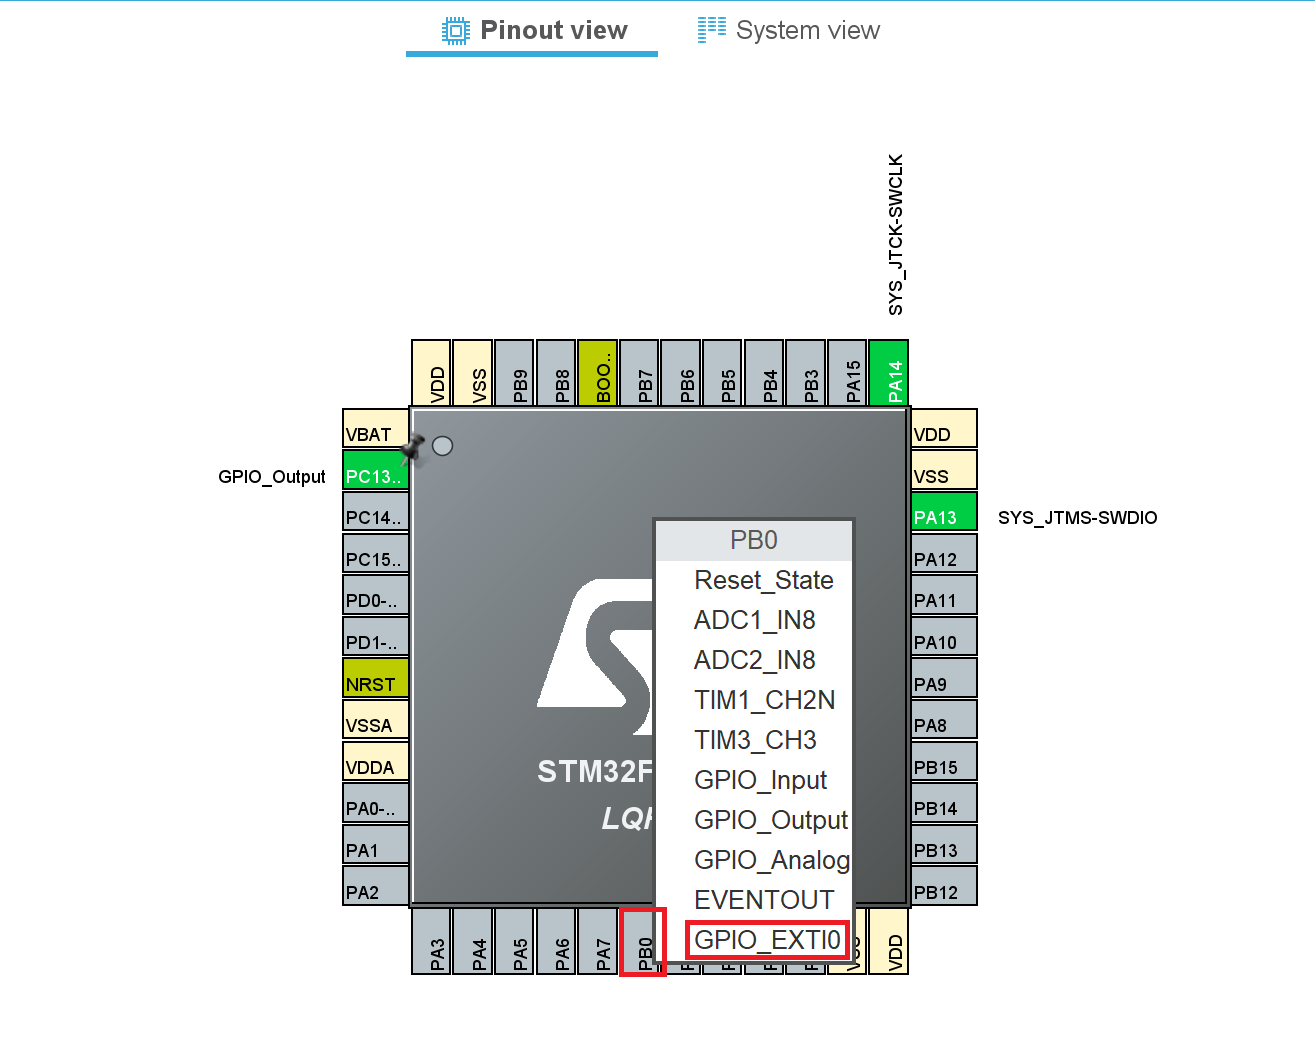 Pinout view
System view
SYS_JTCK-SWCLK
VDD
VSS
PB9
PB8
BOO..
PB7
PB6
PB5
PB4
PB3
PA15
PA14
VBAT
GPIO_Output
PC13..
PC14..
PC15..
PD0-..
PD1-..
NRST
VSSA
VDDA
PA0-..
PA1
PA2
VDD
VSS
PA13
SYS_JTMS-SWDIO
PA12
PA11
PA10
PA9
PA8
PB15
PB14
PB13
PB12
PB0
Reset_State
ADC1_IN8
ADC2_IN8
TIM1_CH2N
TIM3_CH3
GPIO_Input
GPIO_Output
GPIO_Analog
EVENTOUT
GPIO_EXTI0
STM32F
LQF
PA3
PA4
PA5
PA6
PA7
PB0
VDD